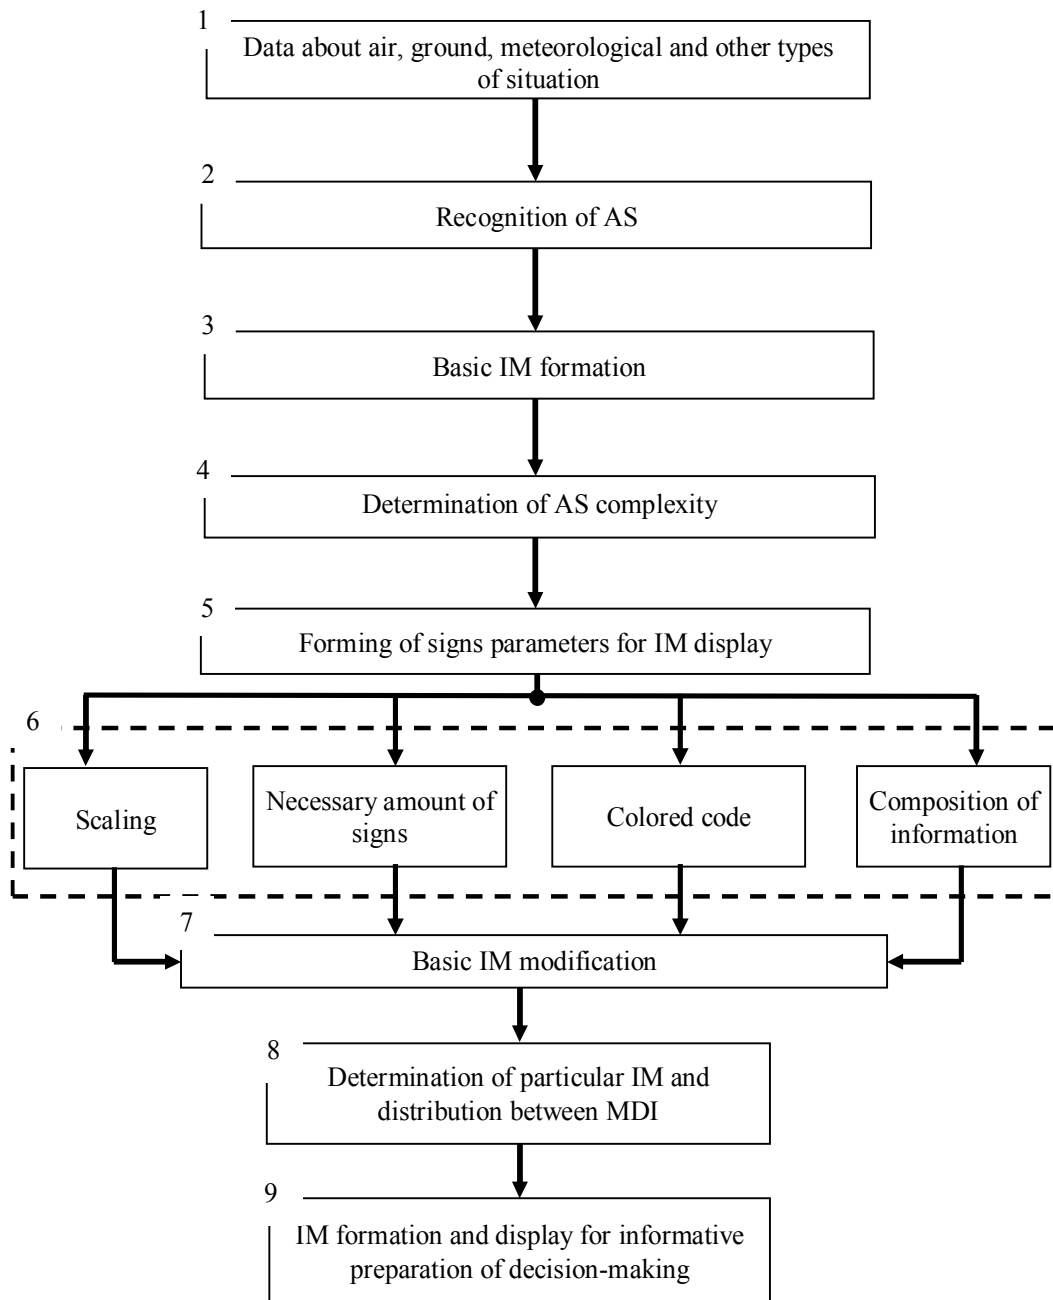 1
Data about air, ground, meteorological and other types
of situation
2
Recognition of AS
3
Basic IM formation
4
Determination of AS complexity
5
Forming of signs parameters for IM display
6
Scaling
Necessary amount of
signs
Colored code
Composition of
information
7
Basic IM modification
8
Determination of particular IM and
distribution between MDI
9
IM formation and display for informative
preparation of decision-making